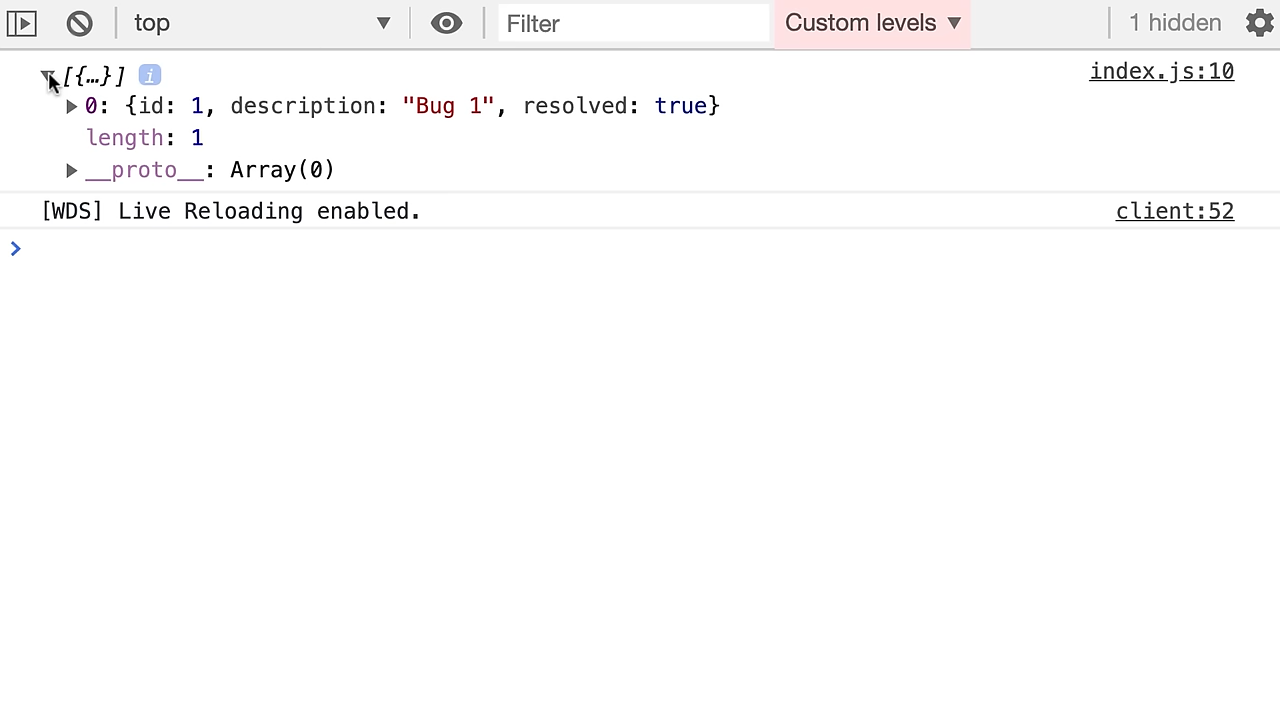 top Filter Custom levels 1 hidden
[{…}] i index.js:10
0: {id: 1, description: "Bug 1", resolved: true}
length: 1
__proto__: Array(0)
[WDS] Live Reloading enabled. client:52
>